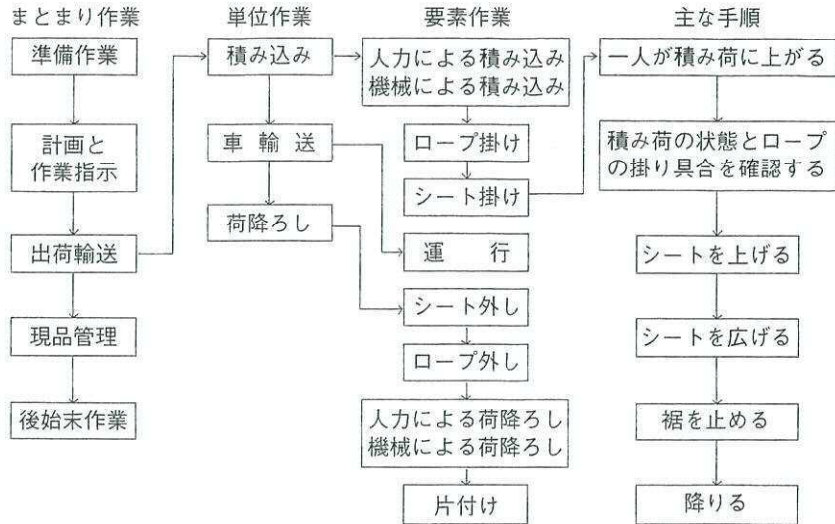 まとまり作業
準備作業
計画と
作業指示
出荷輸送
現品管理
後始末作業
単位作業
積み込み
車輸送
荷降ろし
要素作業
人力による積み込み
機械による積み込み
ロープ掛け
シート掛け
運　行
シート外し
ロープ外し
人力による荷降ろし
機械による荷降ろし
片付け
主な手順
一人が積み荷に上がる
積み荷の状態とロープ
の掛り具合を確認する
シートを上げる
シートを広げる
裾を止める
降りる